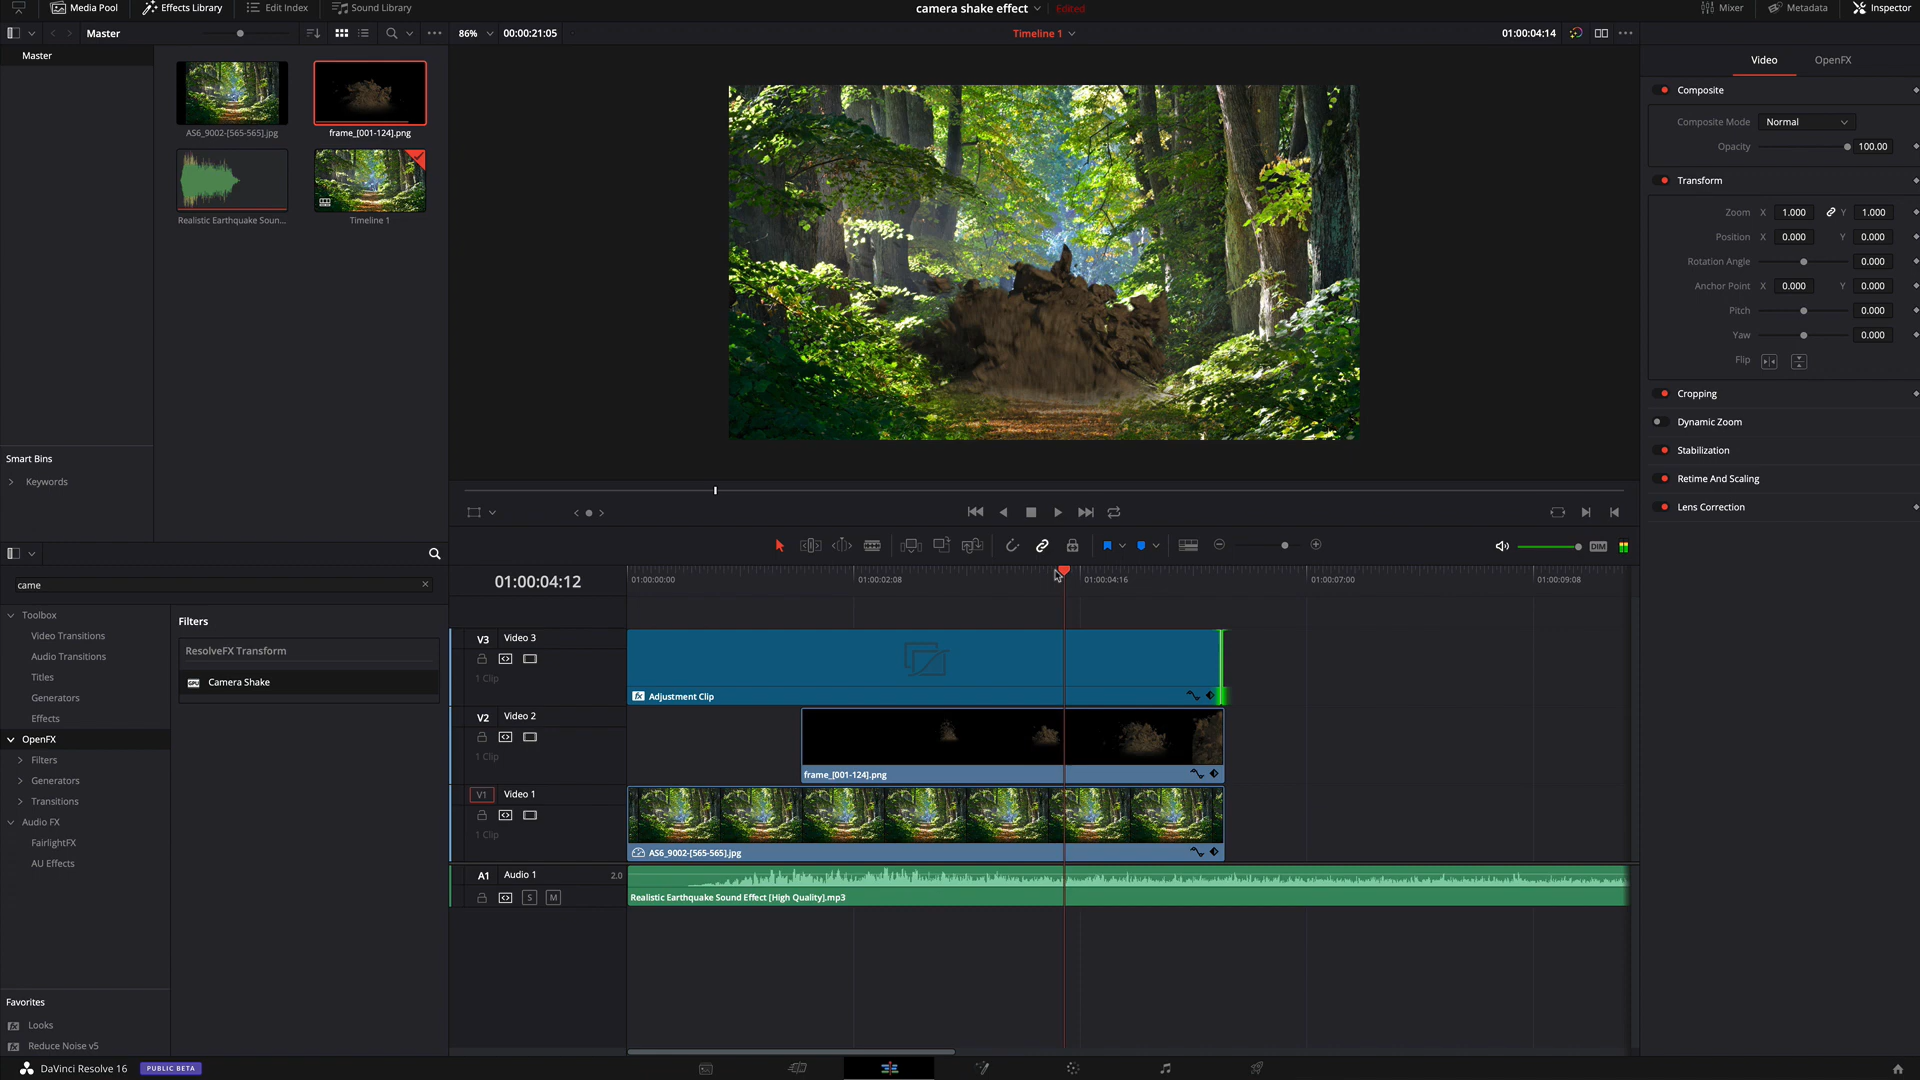 Media Pool Effects Library Edit Index Sound Library camera shake effect Edited Mixer Metadata Inspector
Master 86% 00:00:21:05 Timeline 1 01:00:04:14
Master
AS6_9002-[565-565].jpg frame_[001-124].png
Realistic Earthquake Soun... Timeline 1
Smart Bins
Keywords
Video OpenFX
Composite
Composite Mode Normal
Opacity 100.00
Transform
Zoom X 1.000 Y 1.000
Position X 0.000 Y 0.000
Rotation Angle 0.000
Anchor Point X 0.000 Y 0.000
Pitch 0.000
Yaw 0.000
Flip
Cropping
Dynamic Zoom
Stabilization
Retime And Scaling
Lens Correction
DIM
came
Toolbox
Video Transitions
Audio Transitions
Titles
Generators
Effects
OpenFX
Filters
Generators
Transitions
Audio FX
FairlightFX
AU Effects
Favorites
Looks
Reduce Noise v5
Filters
ResolveFX Transform
Camera Shake
01:00:04:12 01:00:00:00 01:00:02:08 01:00:04:16 01:00:07:00 01:00:09:08
V3 Video 3
1 Clip
fx Adjustment Clip
V2 Video 2
1 Clip
frame_[001-124].png
V1 Video 1
1 Clip
AS6_9002-[565-565].jpg
A1 Audio 1 2.0
S M
Realistic Earthquake Sound Effect [High Quality].mp3
DaVinci Resolve 16 PUBLIC BETA